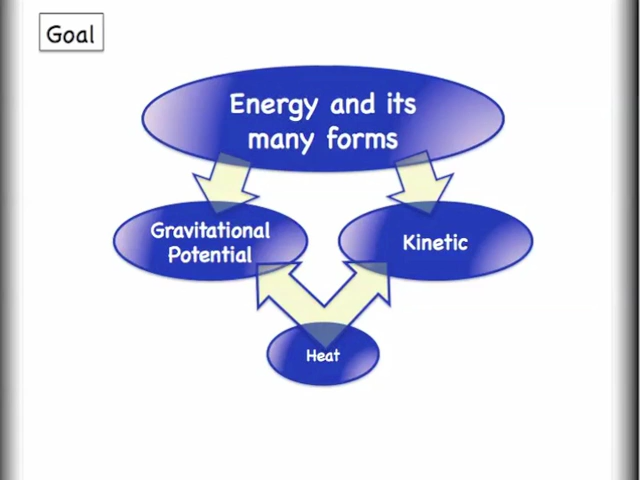 Goal
Energy and its
many forms
Gravitational
Potential
Kinetic
Heat